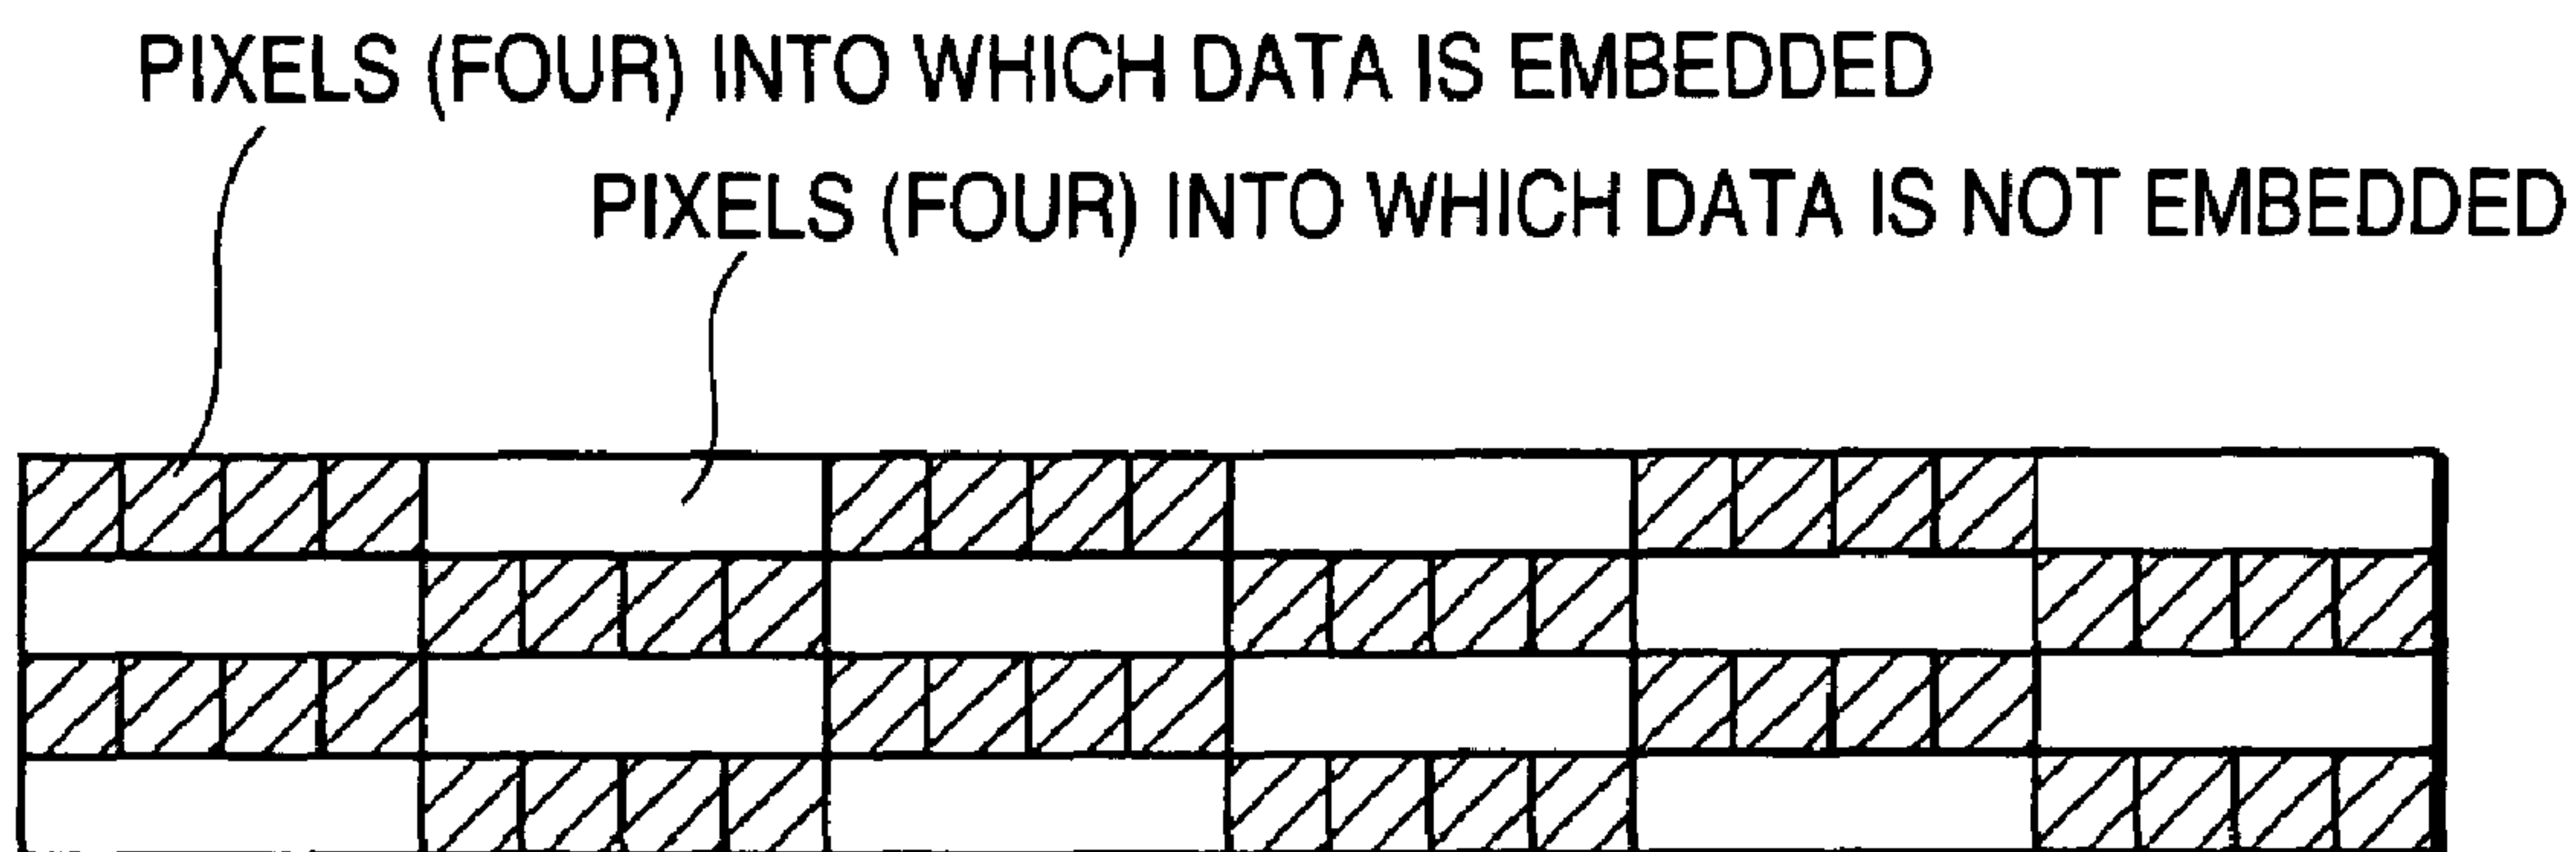 PIXELS (FOUR) INTO WHICH DATA IS EMBEDDED
PIXELS (FOUR) INTO WHICH DATA IS NOT EMBEDDED